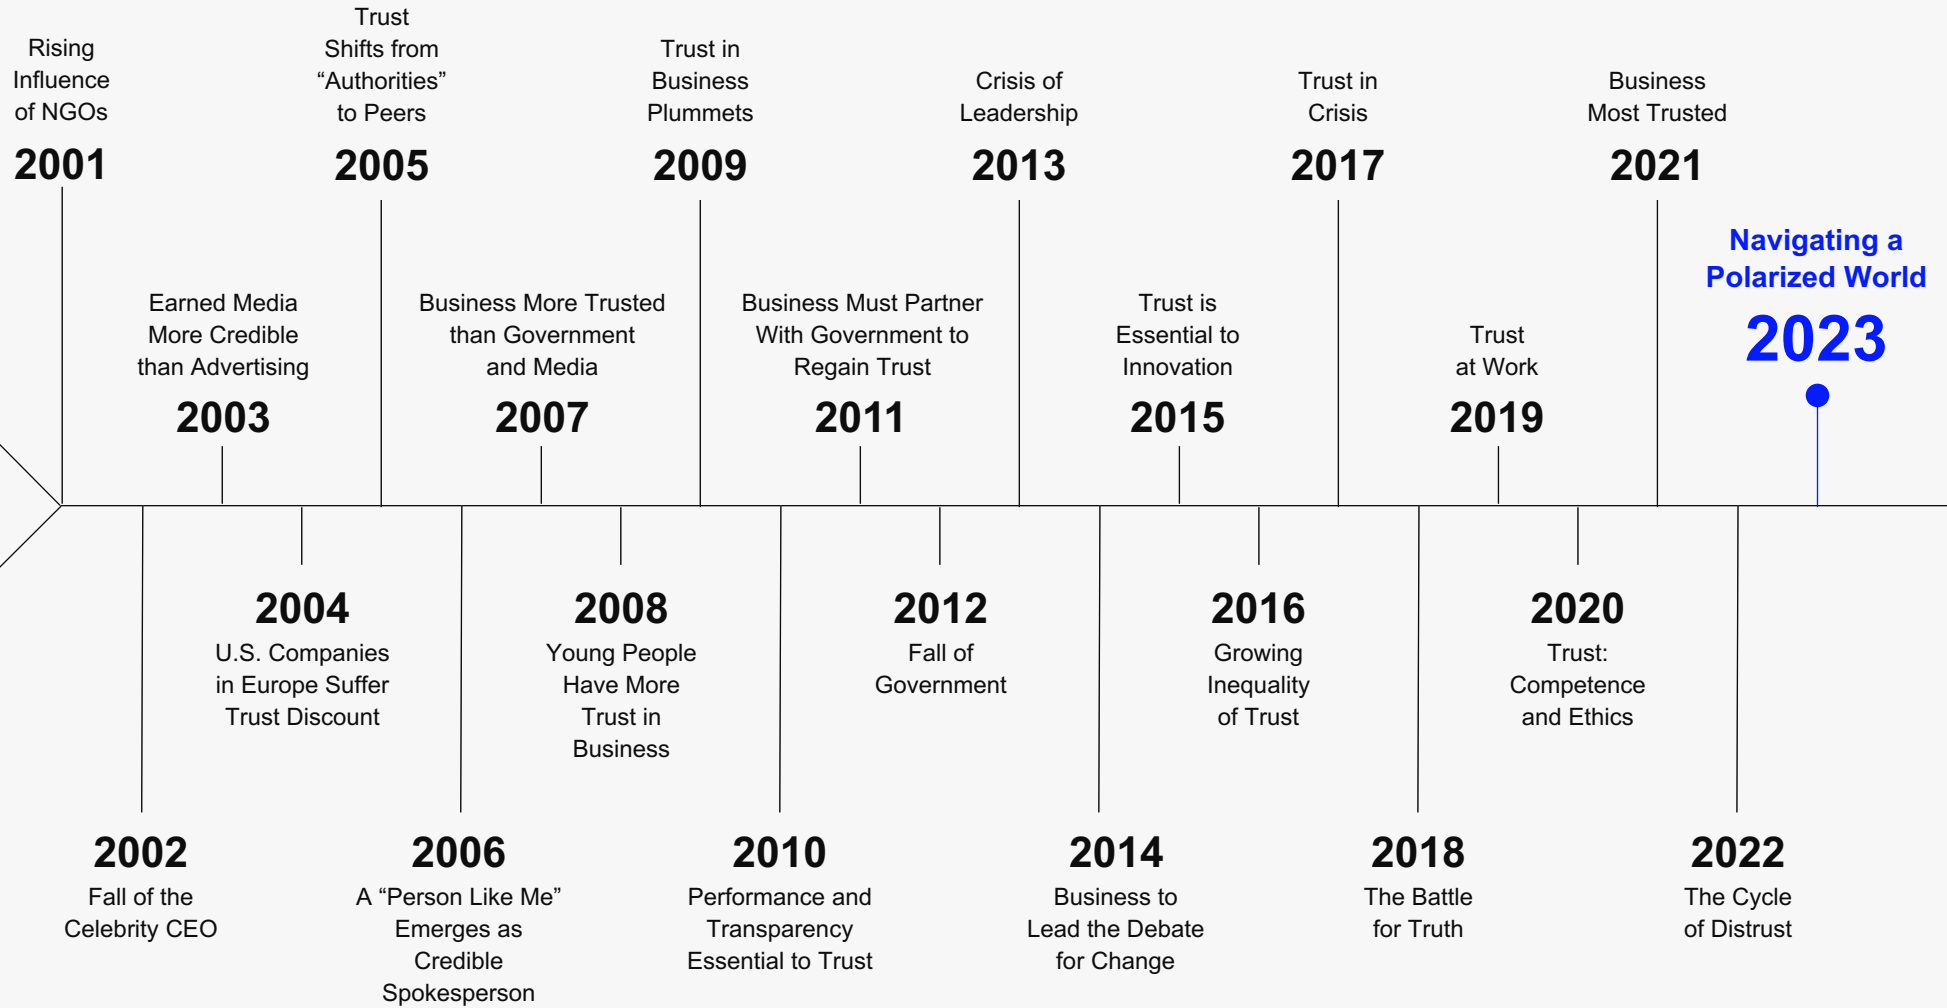 Rising
Influence
of NGOs
2001
Trust
Shifts from
“Authorities”
to Peers
2005
Trust in
Business
Plummets
2009
Crisis of
Leadership
2013
Trust in
Crisis
2017
Business
Most Trusted
2021
Earned Media
More Credible
than Advertising
2003
Business More Trusted
than Government
and Media
2007
Business Must Partner
With Government to
Regain Trust
2011
Trust is
Essential to
Innovation
2015
Trust
at Work
2019
Navigating a
Polarized World
2023
2004
U.S. Companies
in Europe Suffer
Trust Discount
2008
Young People
Have More
Trust in
Business
2012
Fall of
Government
2016
Growing
Inequality
of Trust
2020
Trust:
Competence
and Ethics
2002
Fall of the
Celebrity CEO
2006
A “Person Like Me”
Emerges as
Credible
Spokesperson
2010
Performance and
Transparency
Essential to Trust
2014
Business to
Lead the Debate
for Change
2018
The Battle
for Truth
2022
The Cycle
of Distrust